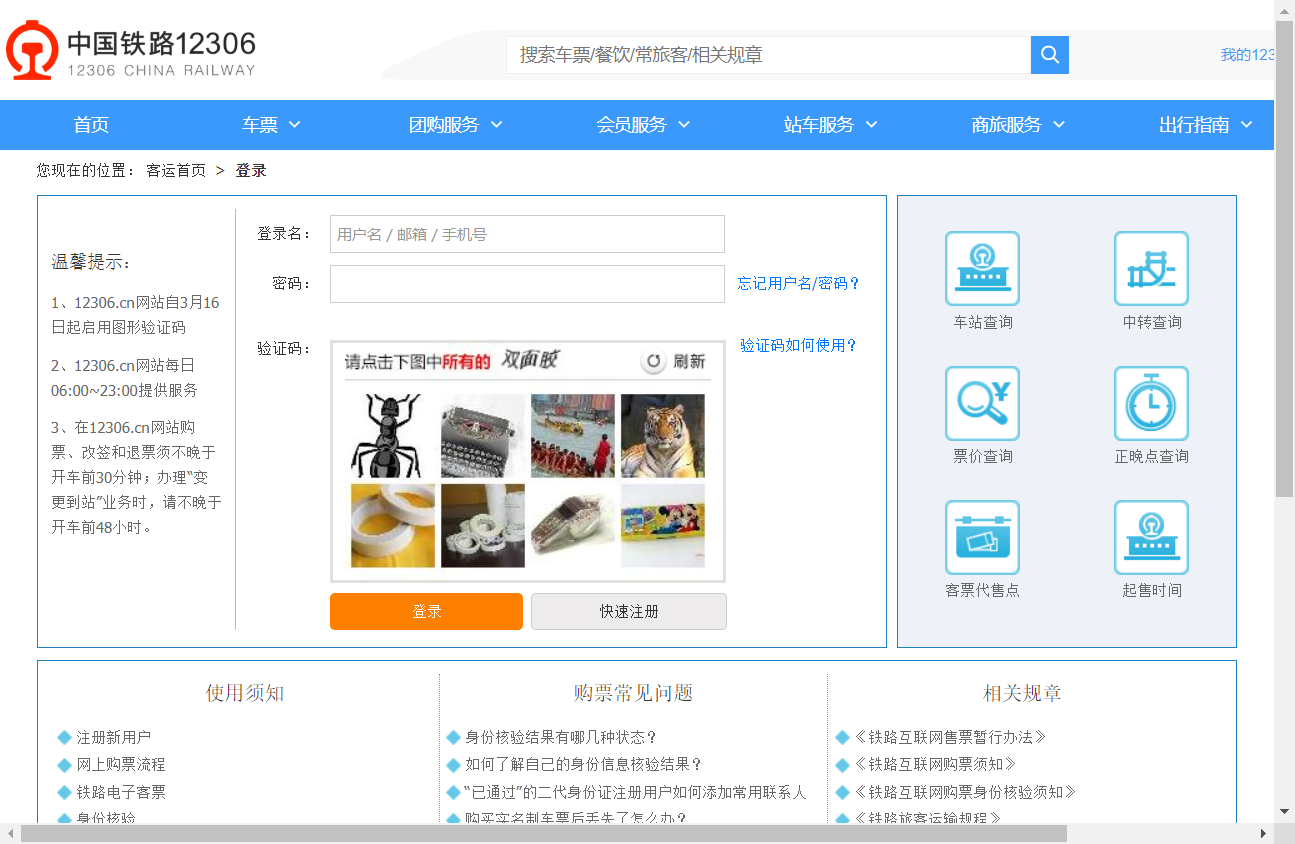 中国铁路12306
12306 CHINA RAILWAY
搜索车票/餐饮/常旅客/相关规章
我的123
首页
车票
团购服务
会员服务
站车服务
商旅服务
出行指南
您现在的位置： 客运首页 > 登录
温馨提示：
1、12306.cn网站自3月16
日起启用图形验证码
2、12306.cn网站每日
06:00~23:00提供服务
3、在12306.cn网站购
票、改签和退票须不晚于
开车前30分钟；办理“变
更到站”业务时，请不晚于
开车前48小时。
登录名：
用户名 / 邮箱 / 手机号
密码：
忘记用户名/密码？
验证码：
请点击下图中所有的 双面胶
刷新
验证码如何使用？
登录
快速注册
车站查询
中转查询
票价查询
正晚点查询
客票代售点
起售时间
使用须知
注册新用户
网上购票流程
铁路电子客票
身份核验
购票常见问题
身份核验结果有哪几种状态？
如何了解自己的身份信息核验结果？
“已通过”的二代身份证注册用户如何添加常用联系人
购买实名制车票后丢失了怎么办？
相关规章
《铁路互联网售票暂行办法》
《铁路互联网购票须知》
《铁路互联网购票身份核验须知》
《铁路旅客运输规程》